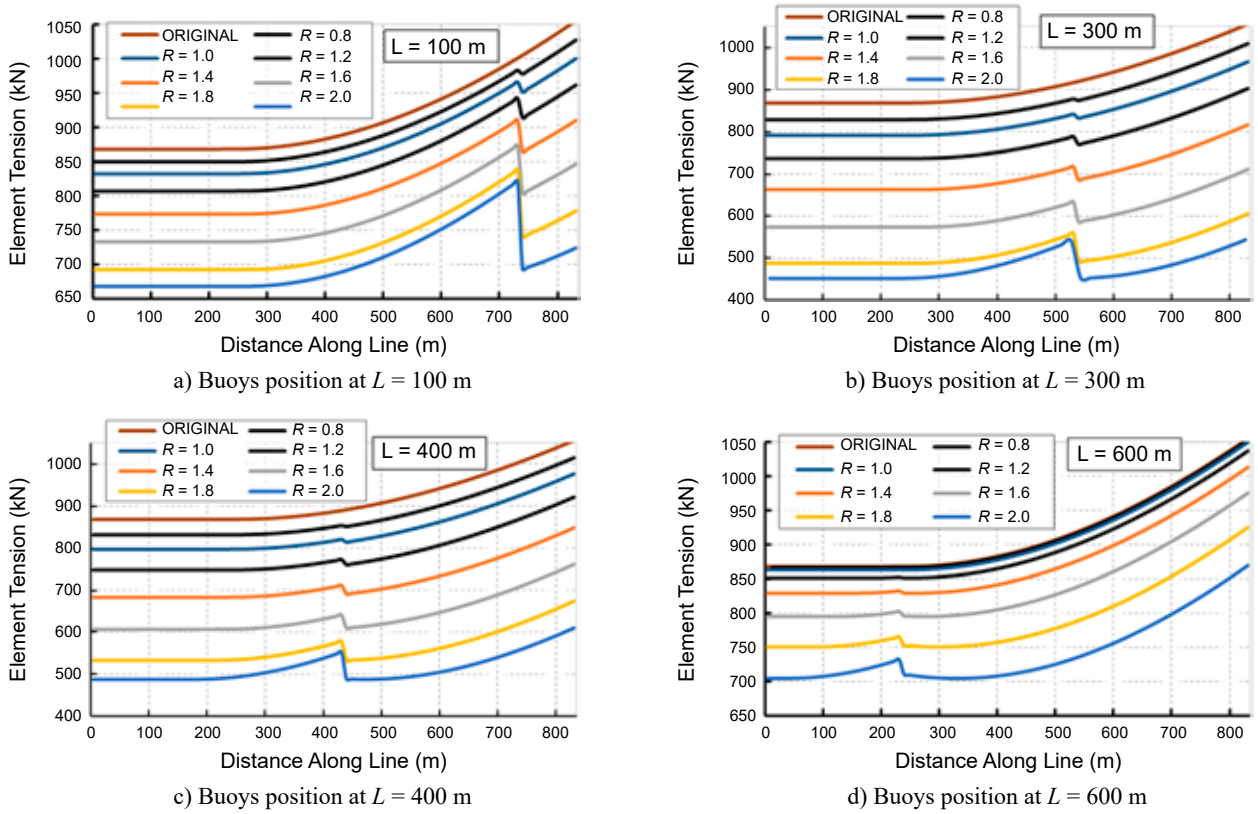 ORIGINAL
R = 0.8
R = 1.0
R = 1.2
R = 1.4
R = 1.6
R = 1.8
R = 2.0
L = 100 m
Element Tension (kN)
1050
1000
950
900
850
800
750
700
650
0 100 200 300 400 500 600 700 800
Distance Along Line (m)
a) Buoys position at L = 100 m
ORIGINAL
R = 0.8
R = 1.0
R = 1.2
R = 1.4
R = 1.6
R = 1.8
R = 2.0
L = 300 m
Element Tension (kN)
1000
900
800
700
600
500
400
0 100 200 300 400 500 600 700 800
Distance Along Line (m)
b) Buoys position at L = 300 m
ORIGINAL
R = 0.8
R = 1.0
R = 1.2
R = 1.4
R = 1.6
R = 1.8
R = 2.0
L = 400 m
Element Tension (kN)
1000
900
800
700
600
500
400
0 100 200 300 400 500 600 700 800
Distance Along Line (m)
c) Buoys position at L = 400 m
ORIGINAL
R = 0.8
R = 1.0
R = 1.2
R = 1.4
R = 1.6
R = 1.8
R = 2.0
L = 600 m
Element Tension (kN)
1050
1000
950
900
850
800
750
700
650
0 100 200 300 400 500 600 700 800
Distance Along Line (m)
d) Buoys position at L = 600 m